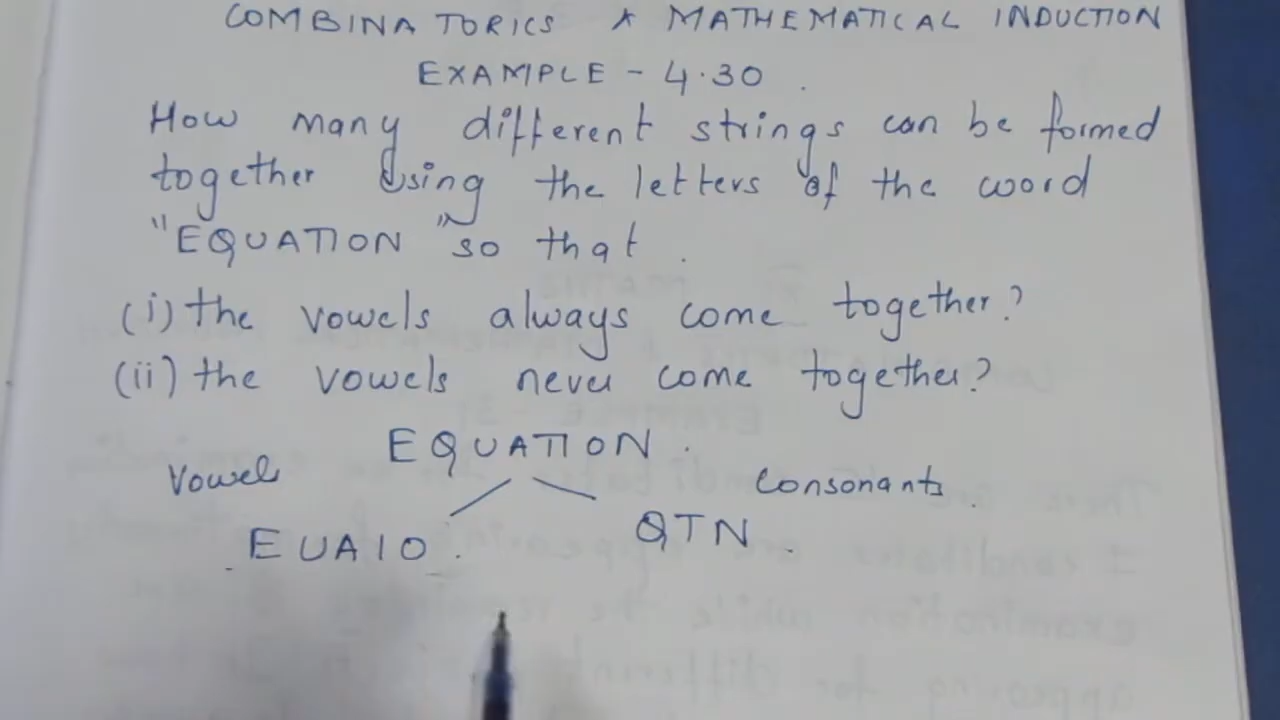 COMBINATORICS & MATHEMATICAL INDUCTION
EXAMPLE - 4.30.
How many different strings can be formed
together using the letters of the word
"EQUATION" so that.
(i) the vowels always come together?
(ii) the vowels never come together?
EQUATION.
Vowels
Consonants.
EUAIO.
QTN.